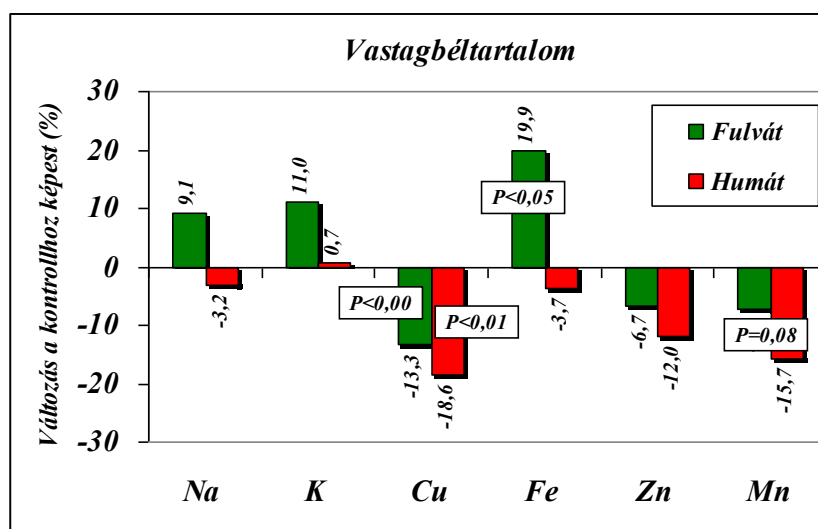 Vastagbéltartalom
Változás a kontrollhoz képest (%)
30
20
10
0
-10
-20
-30
Fulvát
Humát
9,1
-3,2
11,0
0,7
P<0,00
-13,3
P<0,01
-18,6
19,9
P<0,05
-3,7
-6,7
-12,0
P=0,08
-15,7
Na K Cu Fe Zn Mn